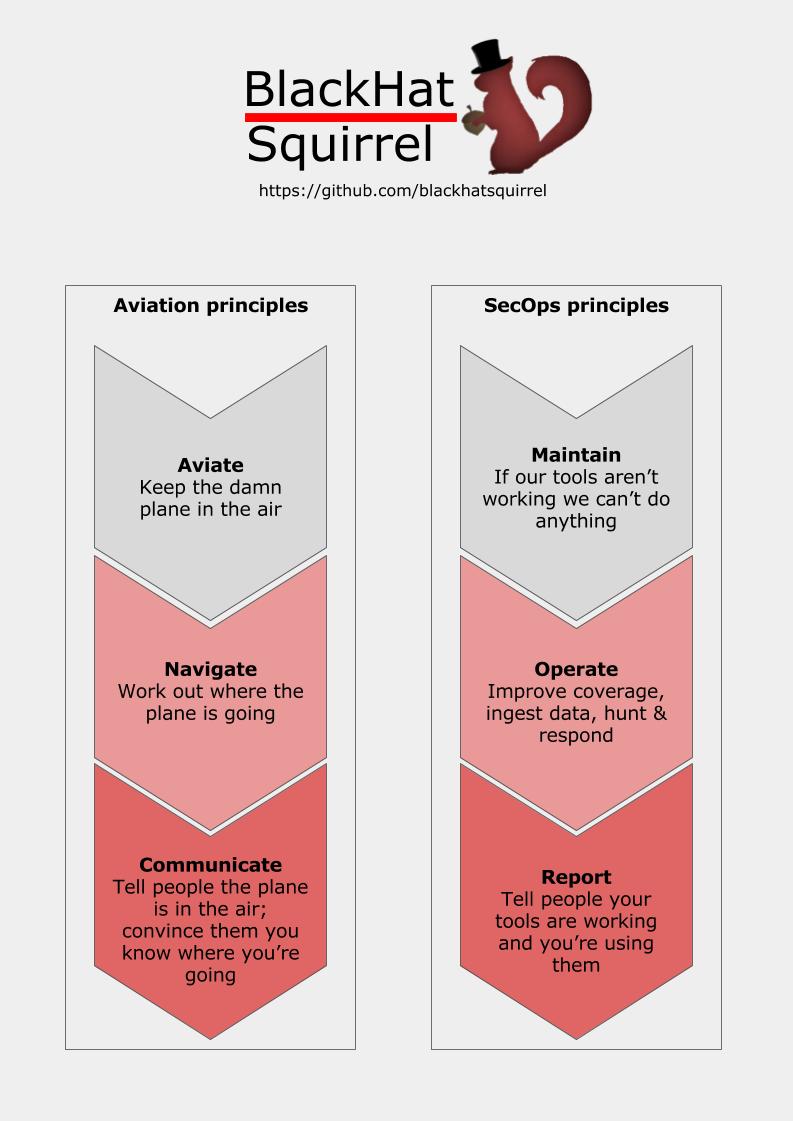 BlackHat
Squirrel
https://github.com/blackhatsquirrel
Aviation principles
Aviate
Keep the damn
plane in the air
Navigate
Work out where the
plane is going
Communicate
Tell people the plane
is in the air;
convince them you
know where you’re
going
SecOps principles
Maintain
If our tools aren’t
working we can’t do
anything
Operate
Improve coverage,
ingest data, hunt &
respond
Report
Tell people your
tools are working
and you’re using
them